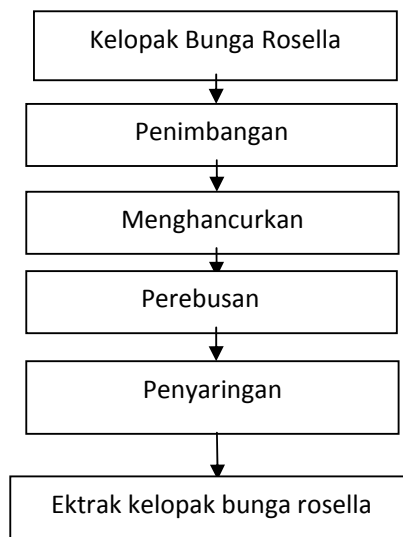 Kelopak Bunga Rosella
Penimbangan
Menghancurkan
Perebusan
Penyaringan
Ektrak kelopak bunga rosella